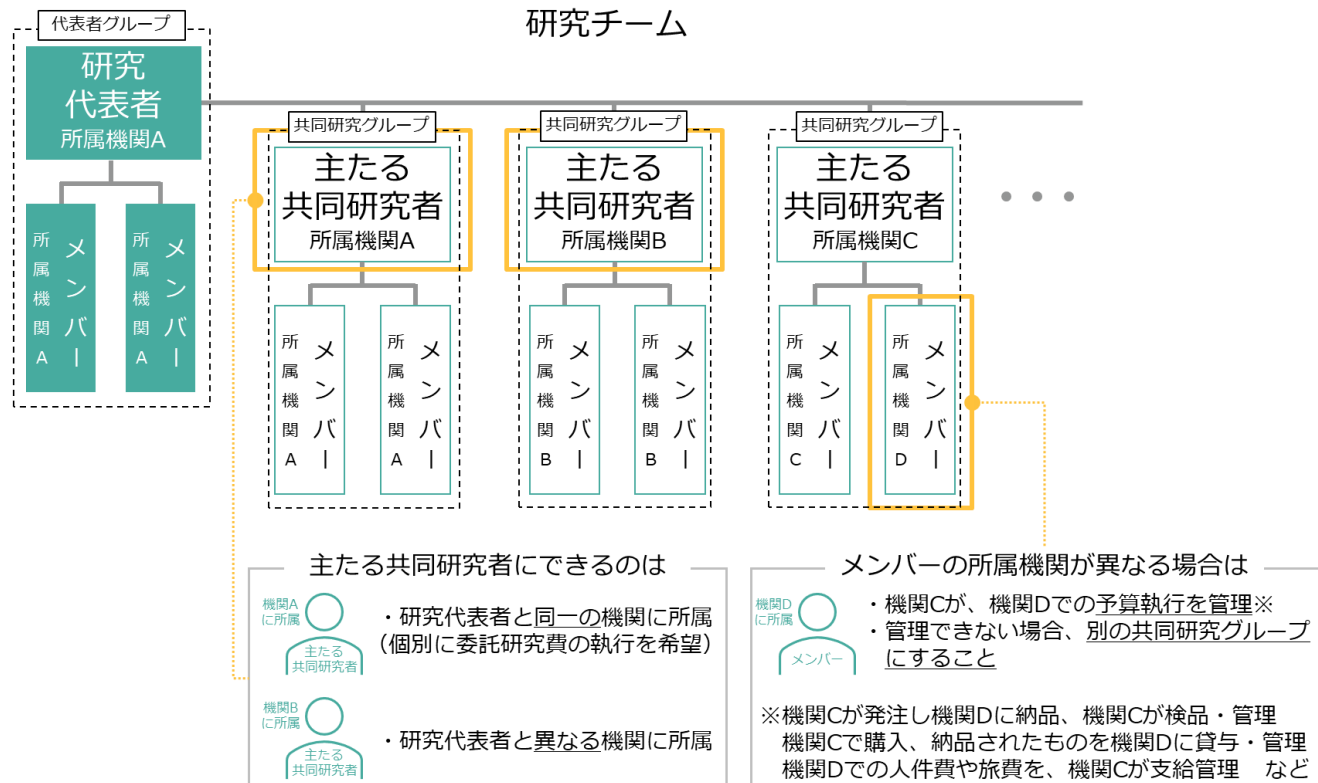 研究チーム
代表者グループ
研究
代表者
所属機関A
メンバー
所属機関A
メンバー
所属機関A
共同研究グループ
主たる
共同研究者
所属機関A
メンバー
所属機関A
メンバー
所属機関A
共同研究グループ
主たる
共同研究者
所属機関B
メンバー
所属機関B
メンバー
所属機関B
共同研究グループ
主たる
共同研究者
所属機関C
メンバー
所属機関C
メンバー
所属機関D
・・・
主たる共同研究者にできるのは
機関A
に所属
主たる
共同研究者
・研究代表者と同一の機関に所属
（個別に委託研究費の執行を希望）
機関B
に所属
主たる
共同研究者
・研究代表者と異なる機関に所属
メンバーの所属機関が異なる場合は
機関D
に所属
メンバー
・機関Cが、機関Dでの予算執行を管理※
・管理できない場合、別の共同研究グループ
にすること
※機関Cが発注し機関Dに納品、機関Cが検品・管理
機関Cで購入、納品されたものを機関Dに貸与・管理
機関Dでの人件費や旅費を、機関Cが支給管理　など